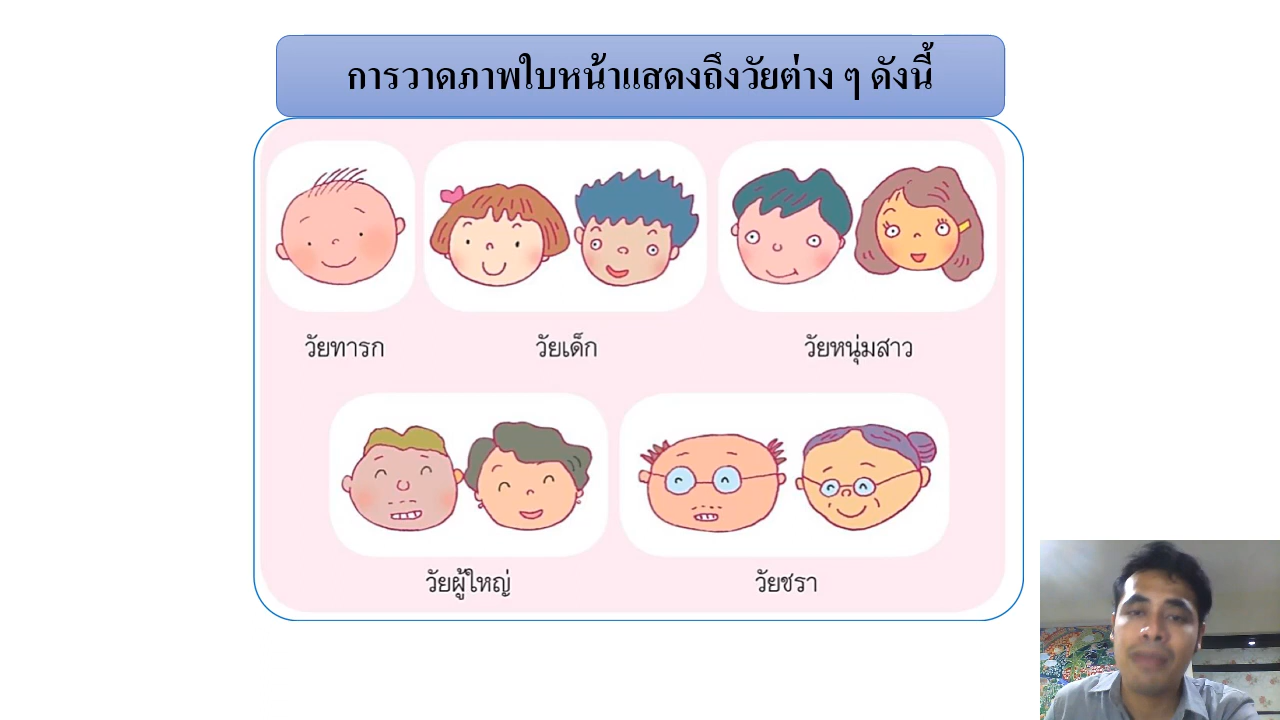 การวาดภาพใบหน้าแสดงถึงวัยต่าง ๆ ดังนี้
วัยทารก
วัยเด็ก
วัยหนุ่มสาว
วัยผู้ใหญ่
วัยชรา